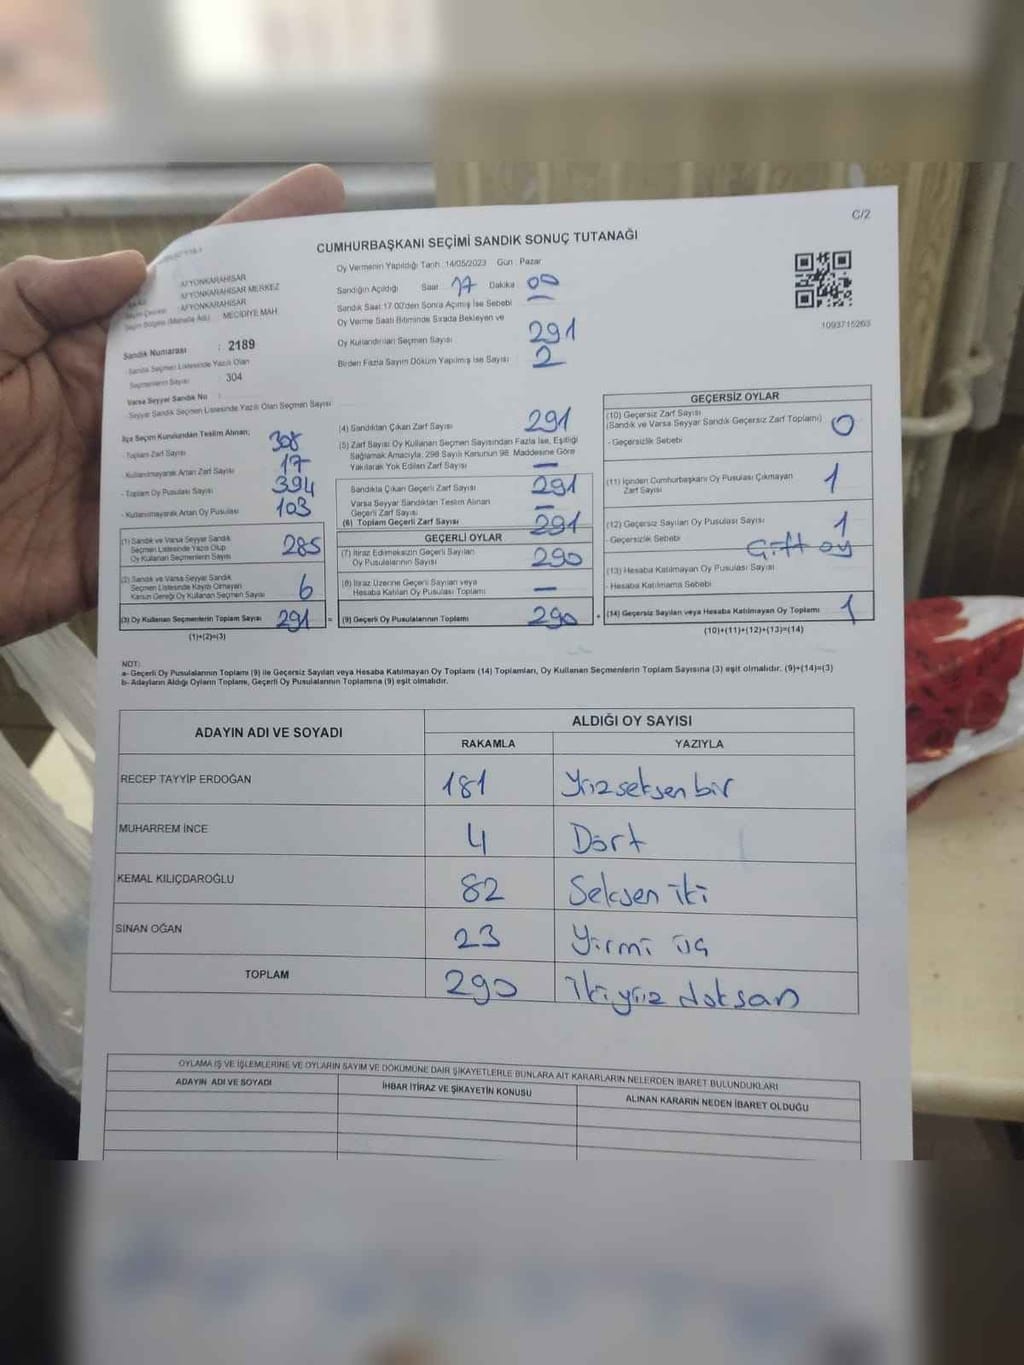 C/2
CUMHURBAŞKANI SEÇİMİ SANDIK SONUÇ TUTANAĞI
AFYONKARAHİSAR
AFYONKARAHİSAR MERKEZ
AFYONKARAHİSAR
MECİDİYE MAH.
Sandık Numarası : 2189
Sandık Seçmen Listesinde Yazılı Olan
Seçmenlerin Sayısı : 304
Varsa Seyyar Sandık No :
- Seyyar Sandık Seçmen Listesinde Yazılı Olan Seçmen Sayısı
Oy Vermenin Yapıldığı Tarih :14/05/2023 Gün : Pazar
Sandığın Açıldığı Saat 17 Dakika 00
Sandık Saat 17.00'den Sonra Açılmış İse Sebebi —
Oy Verme Saati Bitiminde Sırada Bekleyen ve
Oy Kullandırılan Seçmen Sayısı 291
Birden Fazla Sayım Döküm Yapılmış İse Sayısı 2
1093715263
İlçe Seçim Kurulundan Teslim Alınan;
- Toplam Zarf Sayısı 308
- Kullanılmayarak Artan Zarf Sayısı 17
- Toplam Oy Pusulası Sayısı 394
- Kullanılmayarak Artan Oy Pusulası 103
(1) Sandık ve Varsa Seyyar Sandık
Seçmen Listesinde Yazılı Olup
Oy Kullanan Seçmenlerin Sayısı 285
(2) Sandık ve Varsa Seyyar Sandık
Seçmen Listesinde Kayıtlı Olmayan
Kanun Gereği Oy Kullanan Seçmen Sayısı 6
(3) Oy Kullanan Seçmenlerin Toplam Sayısı 291 =
(1)+(2)=(3)
(4) Sandıktan Çıkan Zarf Sayısı 291
(5) Zarf Sayısı Oy Kullanan Seçmen Sayısından Fazla İse, Eşitliği
Sağlamak Amacıyla, 298 Sayılı Kanunun 98. Maddesine Göre
Yakılarak Yok Edilen Zarf Sayısı —
Sandıkta Çıkan Geçerli Zarf Sayısı 291
Varsa Seyyar Sandıktan Teslim Alınan
Geçerli Zarf Sayısı —
(6) Toplam Geçerli Zarf Sayısı 291
GEÇERLİ OYLAR
(7) İtiraz Edilmeksizin Geçerli Sayılan
Oy Pusulalarının Sayısı 290
(8) İtiraz Üzerine Geçerli Sayılan veya
Hesaba Katılan Oy Pusulası Toplamı —
(9) Geçerli Oy Pusulalarının Toplamı 290 +
GEÇERSİZ OYLAR
(10) Geçersiz Zarf Sayısı
(Sandık ve Varsa Seyyar Sandık Geçersiz Zarf Toplamı) 0
- Geçersizlik Sebebi
(11) İçinden Cumhurbaşkanı Oy Pusulası Çıkmayan
Zarf Sayısı 1
(12) Geçersiz Sayılan Oy Pusulası Sayısı 1
- Geçersizlik Sebebi Çift oy
(13) Hesaba Katılmayan Oy Pusulası Sayısı
- Hesaba Katılmama Sebebi
(14) Geçersiz Sayılan veya Hesaba Katılmayan Oy Toplamı 1
(10)+(11)+(12)+(13)=(14)
NOT:
a- Geçerli Oy Pusulalarının Toplamı (9) ile Geçersiz Sayılan veya Hesaba Katılmayan Oy Toplamı (14) Toplamları, Oy Kullanan Seçmenlerin Toplam Sayısına (3) eşit olmalıdır. (9)+(14)=(3)
b- Adayların Aldığı Oyların Toplamı, Geçerli Oy Pusulalarının Toplamına (9) eşit olmalıdır.
ADAYIN ADI VE SOYADI
ALDIĞI OY SAYISI
RAKAMLA YAZIYLA
RECEP TAYYİP ERDOĞAN 181 Yüzseksenbir
MUHARREM İNCE 4 Dört
KEMAL KILIÇDAROĞLU 82 Seksen iki
SİNAN OĞAN 23 Yirmi üç
TOPLAM 290 ikiyüz doksan
OYLAMA İŞ VE İŞLEMLERİNE VE OYLARIN SAYIM VE DÖKÜMÜNE DAİR ŞİKAYETLERLE BUNLARA AİT KARARLARIN NELERDEN İBARET BULUNDUKLARI
ADAYIN ADI VE SOYADI İHBAR İTİRAZ VE ŞİKAYETİN KONUSU ALINAN KARARIN NEDEN İBARET OLDUĞU